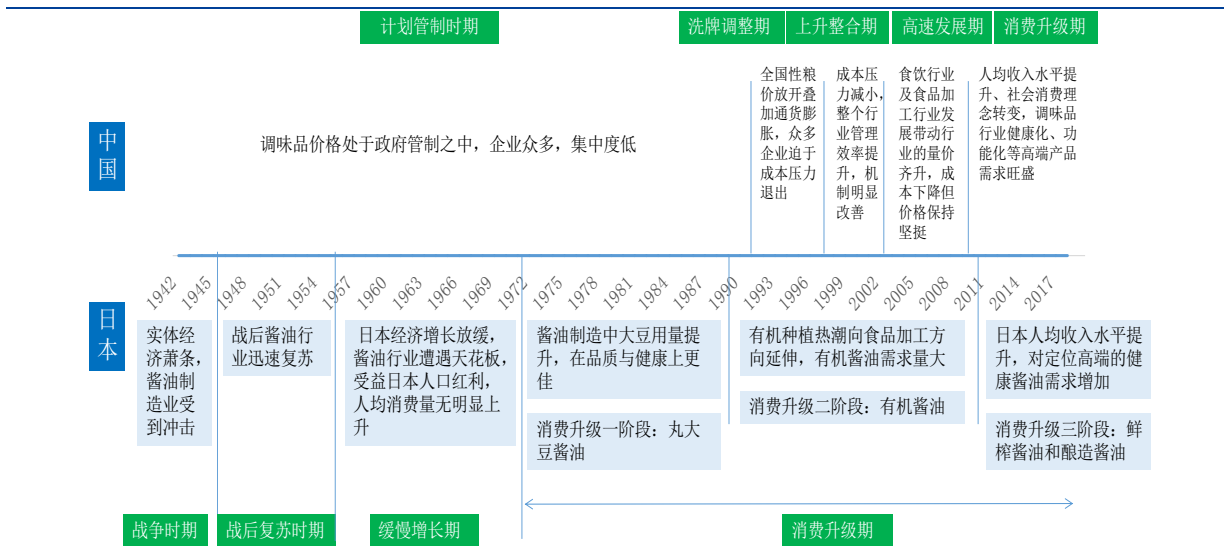 计划管制时期
洗牌调整期
上升整合期
高速发展期
消费升级期
中
国
调味品价格处于政府管制之中，企业众多，集中度低
全国性粮
价放开叠
加通货膨
胀，众多
企业迫于
成本压力
退出
成本压
力减小，
整个行
业管理
效率提
升，机
制明显
改善
食饮行业
及食品加
工行业发
展带动行
业的量价
齐升，成
本下降但
价格保持
坚挺
人均收入水平提
升、社会消费理
念转变，调味品
行业健康化、功
能化等高端产品
需求旺盛
1942
1945
1948
1951
1954
1957
1960
1963
1966
1969
1972
1975
1978
1981
1984
1987
1990
1993
1996
1999
2002
2005
2008
2011
2014
2017
日
本
实体经
济萧条，
酱油制
造业受
到冲击
战后酱油行
业迅速复苏
日本经济增长放缓，
酱油行业遭遇天花板，
受益日本人口红利，
人均消费量无明显上
升
酱油制造中大豆用量提
升，在品质与健康上更
佳
消费升级一阶段：丸大
豆酱油
有机种植热潮向食品加工方
向延伸，有机酱油需求量大
消费升级二阶段：有机酱油
日本人均收入水平提
升，对定位高端的健
康酱油需求增加
消费升级三阶段：鲜
榨酱油和酿造酱油
战争时期
战后复苏时期
缓慢增长期
消费升级期